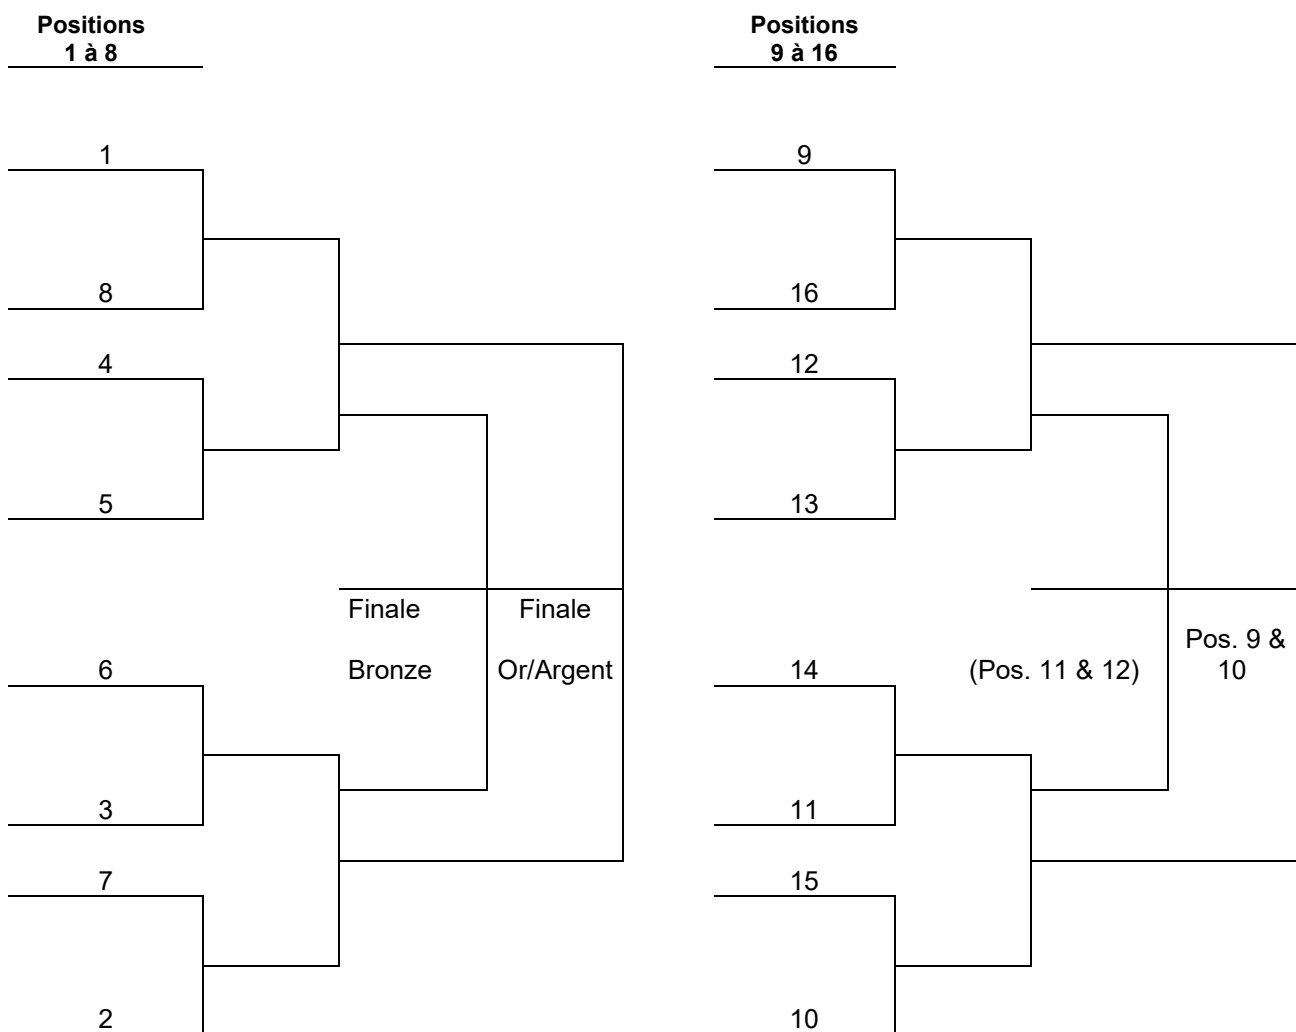 Positions
1 à 8
1
8
4
5
Finale
Bronze
Finale
Or/Argent
6
3
7
2
Positions
9 à 16
9
16
12
13
(Pos. 11 & 12)
Pos. 9 &
10
14
11
15
10